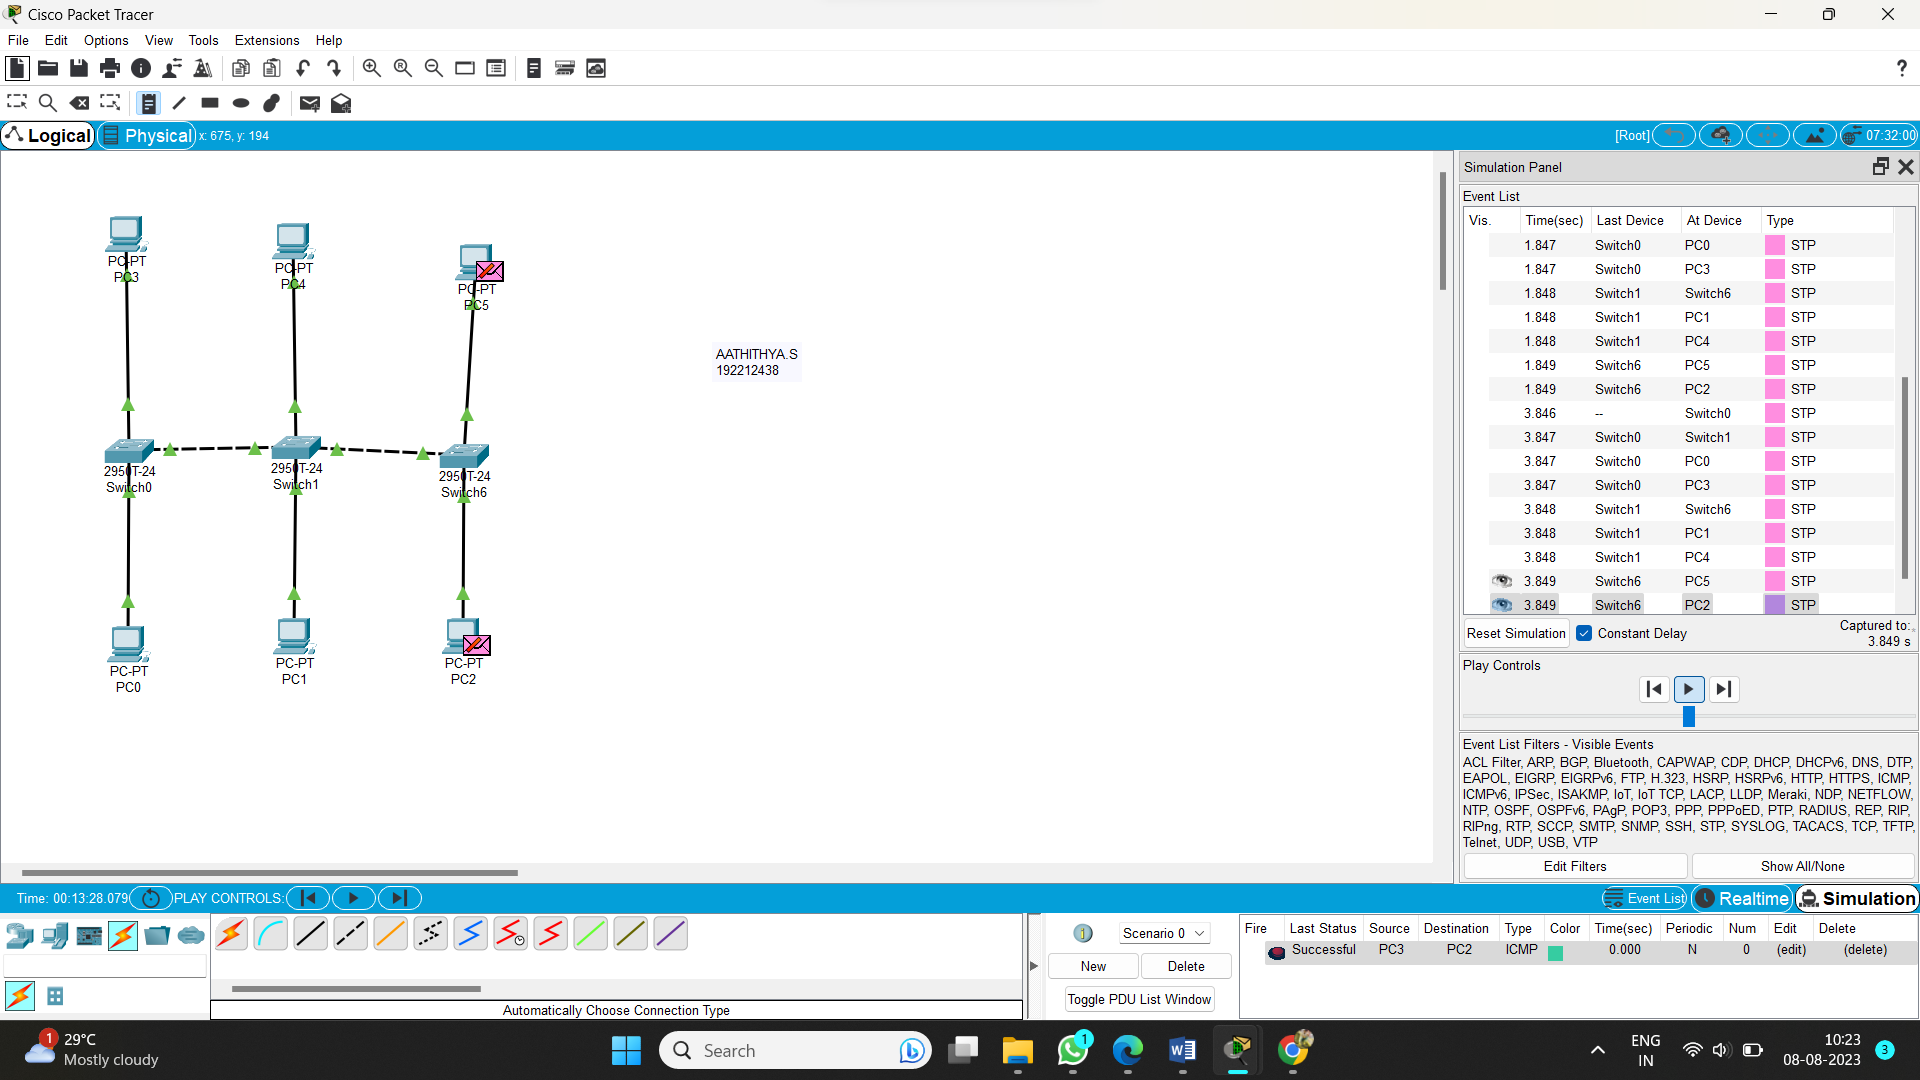 Cisco Packet Tracer
File Edit Options View Tools Extensions Help
Logical Physical x: 675, y: 194
[Root] 07:32:00
PC-PT
PC3
PC-PT
PC4
PC-PT
PC5
AATHITHYA.S
192212438
2950T-24
Switch0
2950T-24
Switch1
2950T-24
Switch6
PC-PT
PC0
PC-PT
PC1
PC-PT
PC2
Simulation Panel
Event List
Vis. Time(sec) Last Device At Device Type
1.847 Switch0 PC0 STP
1.847 Switch0 PC3 STP
1.848 Switch1 Switch6 STP
1.848 Switch1 PC1 STP
1.848 Switch1 PC4 STP
1.849 Switch6 PC5 STP
1.849 Switch6 PC2 STP
3.846 -- Switch0 STP
3.847 Switch0 Switch1 STP
3.847 Switch0 PC0 STP
3.847 Switch0 PC3 STP
3.848 Switch1 Switch6 STP
3.848 Switch1 PC1 STP
3.848 Switch1 PC4 STP
3.849 Switch6 PC5 STP
3.849 Switch6 PC2 STP
Reset Simulation Constant Delay Captured to:
3.849 s
Play Controls
Event List Filters - Visible Events
ACL Filter, ARP, BGP, Bluetooth, CAPWAP, CDP, DHCP, DHCPv6, DNS, DTP,
EAPOL, EIGRP, EIGRPv6, FTP, H.323, HSRP, HSRPv6, HTTP, HTTPS, ICMP,
ICMPv6, IPSec, ISAKMP, IoT, IoT TCP, LACP, LLDP, Meraki, NDP, NETFLOW,
NTP, OSPF, OSPFv6, PAgP, POP3, PPP, PPPoED, PTP, RADIUS, REP, RIP,
RIPng, RTP, SCCP, SMTP, SNMP, SSH, STP, SYSLOG, TACACS, TCP, TFTP,
Telnet, UDP, USB, VTP
Edit Filters Show All/None
Time: 00:13:28.079 PLAY CONTROLS: Event List Realtime Simulation
Automatically Choose Connection Type
Scenario 0
New Delete
Toggle PDU List Window
Fire Last Status Source Destination Type Color Time(sec) Periodic Num Edit Delete
Successful PC3 PC2 ICMP 0.000 N 0 (edit) (delete)
1
29°C
Mostly cloudy
Search
1
ENG
IN
10:23
08-08-2023
3